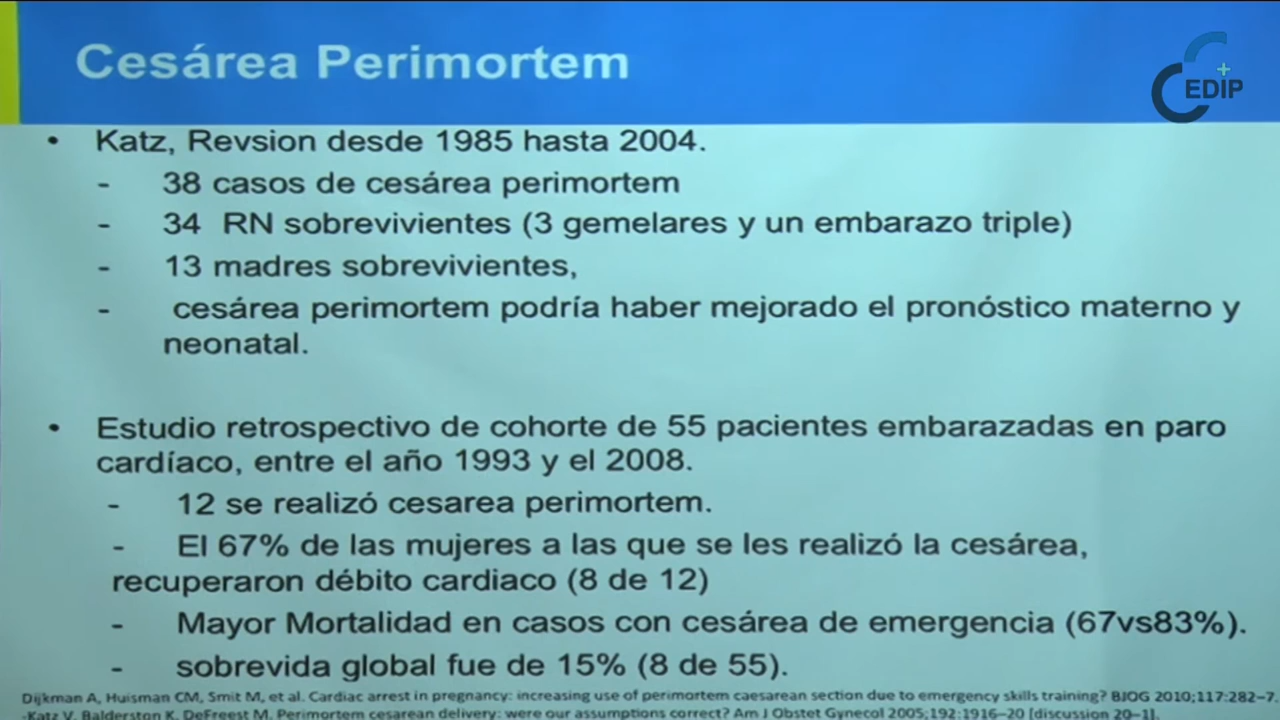 Cesárea Perimortem
EDIP
• Katz, Revsion desde 1985 hasta 2004.
- 38 casos de cesárea perimortem
- 34 RN sobrevivientes (3 gemelares y un embarazo triple)
- 13 madres sobrevivientes,
- cesárea perimortem podría haber mejorado el pronóstico materno y
neonatal.
• Estudio retrospectivo de cohorte de 55 pacientes embarazadas en paro
cardíaco, entre el año 1993 y el 2008.
- 12 se realizó cesarea perimortem.
- El 67% de las mujeres a las que se les realizó la cesárea,
recuperaron débito cardiaco (8 de 12)
- Mayor Mortalidad en casos con cesárea de emergencia (67vs83%).
- sobrevida global fue de 15% (8 de 55).
Dijkman A, Huisman CM, Smit M, et al. Cardiac arrest in pregnancy: increasing use of perimortem caesarean section due to emergency skills training? BJOG 2010;117:282–7.
-Katz V, Balderston K, DeFreest M. Perimortem cesarean delivery: were our assumptions correct? Am J Obstet Gynecol 2005;192:1916–20 [discussion 20–1].